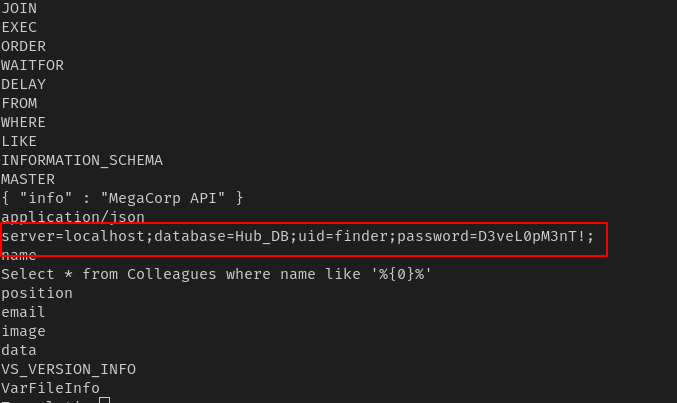 JOIN
EXEC
ORDER
WAITFOR
DELAY
FROM
WHERE
LIKE
INFORMATION_SCHEMA
MASTER
{ "info" : "MegaCorp API" }
application/json
server=localhost;database=Hub_DB;uid=finder;password=D3veL0pM3nT!;
name
Select * from Colleagues where name like '%{0}%'
position
email
image
data
VS_VERSION_INFO
VarFileInfo